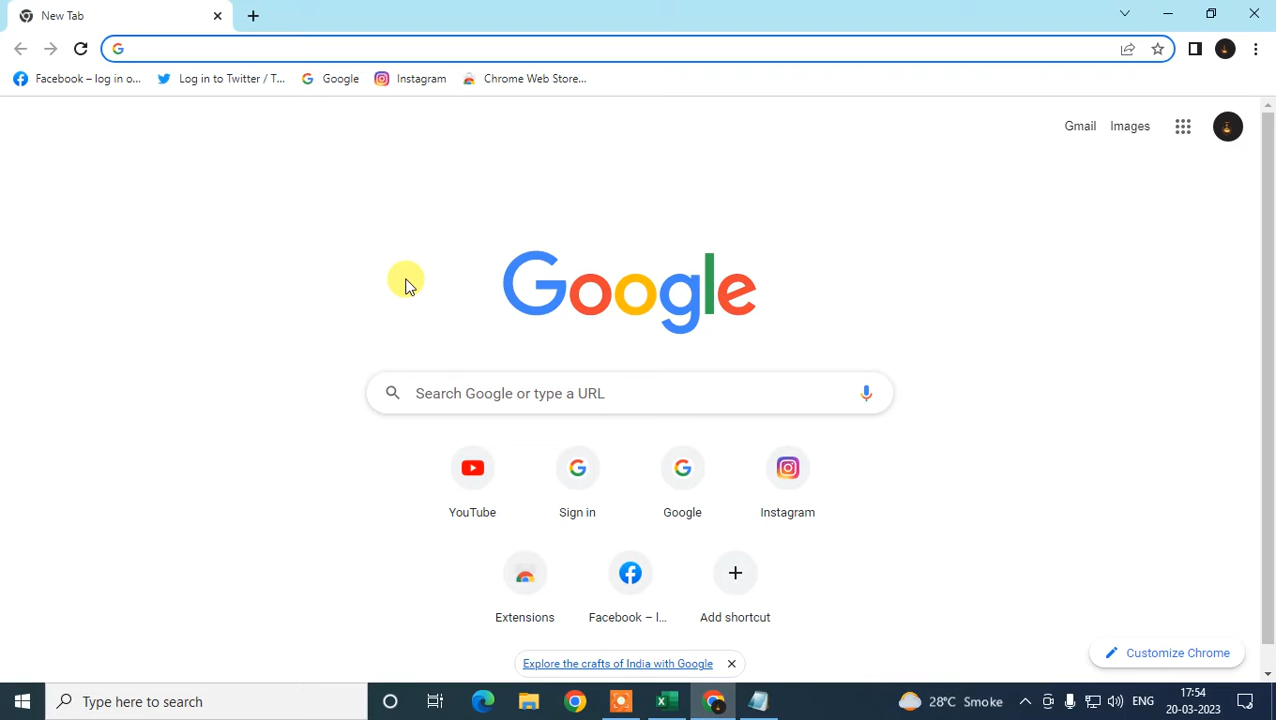 New Tab
Facebook – log in o...
Log in to Twitter / T...
Google
Instagram
Chrome Web Store...
Gmail
Images
Google
Search Google or type a URL
YouTube
Sign in
Google
Instagram
Extensions
Facebook – l...
Add shortcut
Explore the crafts of India with Google
Customize Chrome
Type here to search
28°C Smoke
ENG
17:54
20-03-2023